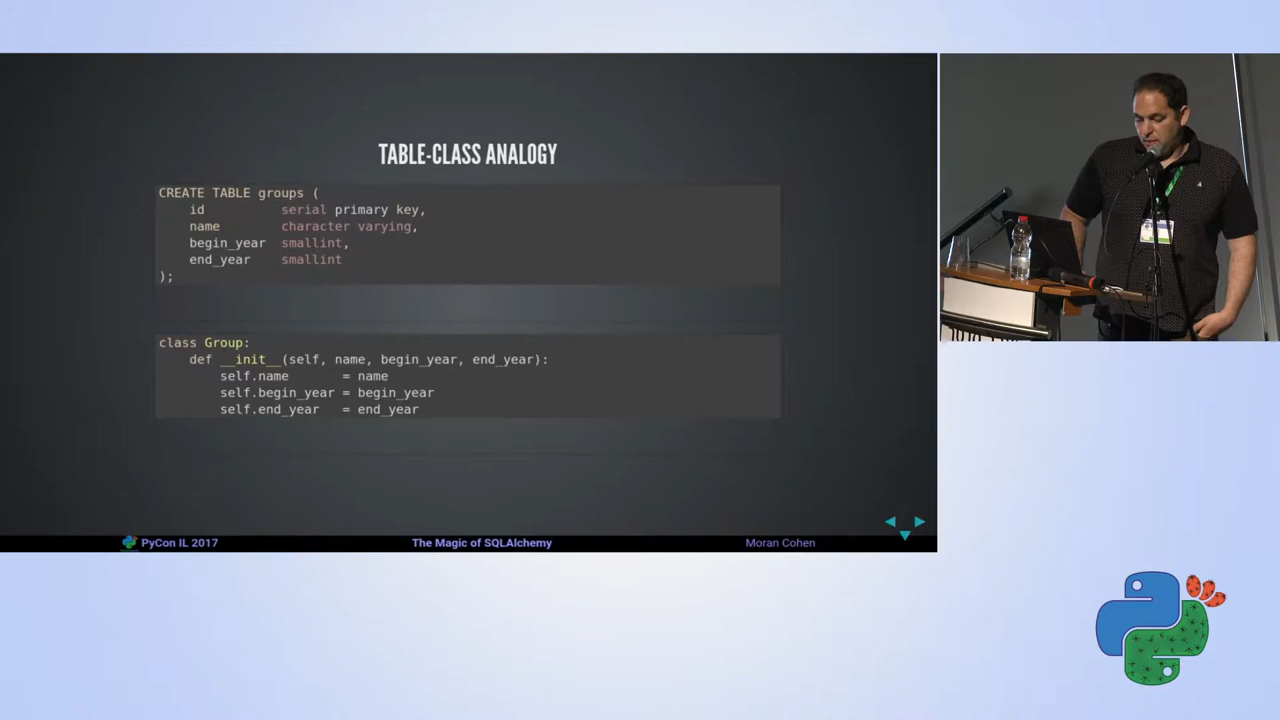 TABLE-CLASS ANALOGY
CREATE TABLE groups (
id serial primary key,
name character varying,
begin_year smallint,
end_year smallint
);
class Group:
def __init__(self, name, begin_year, end_year):
self.name = name
self.begin_year = begin_year
self.end_year = end_year
PyCon IL 2017 The Magic of SQLAlchemy Moran Cohen